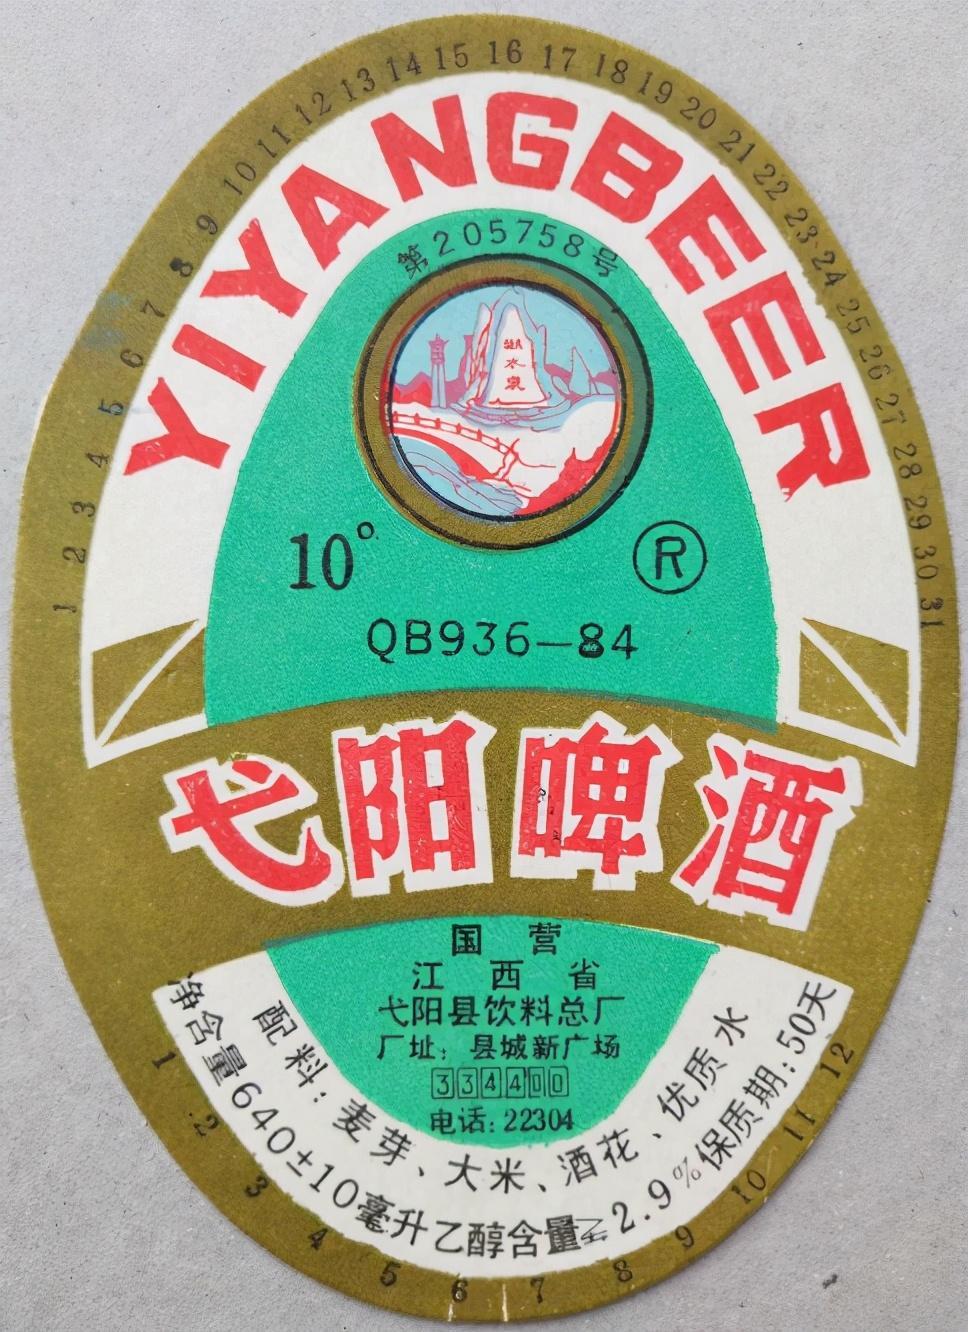 1 2 3 4 5 6 7 8 9 10 11 12 13 14 15 16 17 18 19 20 21 22 23 24 25 26 27 28 29 30 31
YIYANGBEER
第205758号
水
泉
10°
®
QB936—84
弋阳啤酒
国营
江西省
弋阳县饮料总厂
厂址:县城新广场
334400
电话:22304
配料:麦芽、大米、酒花、优质水
净含量640±10毫升乙醇含量≥2.9%保质期:50天
1 2 3 4 5 6 7 8 9 10 11 12